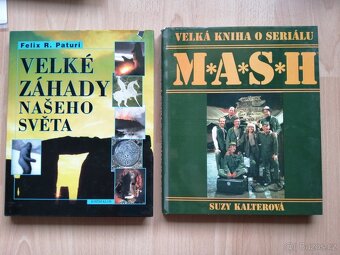 Felix R. Paturi
VELKÉ
ZÁHADY
NAŠEHO
SVĚTA
VELKÁ KNIHA O SERIÁLU
M*A*S*H
SUZY KALTEROVÁ